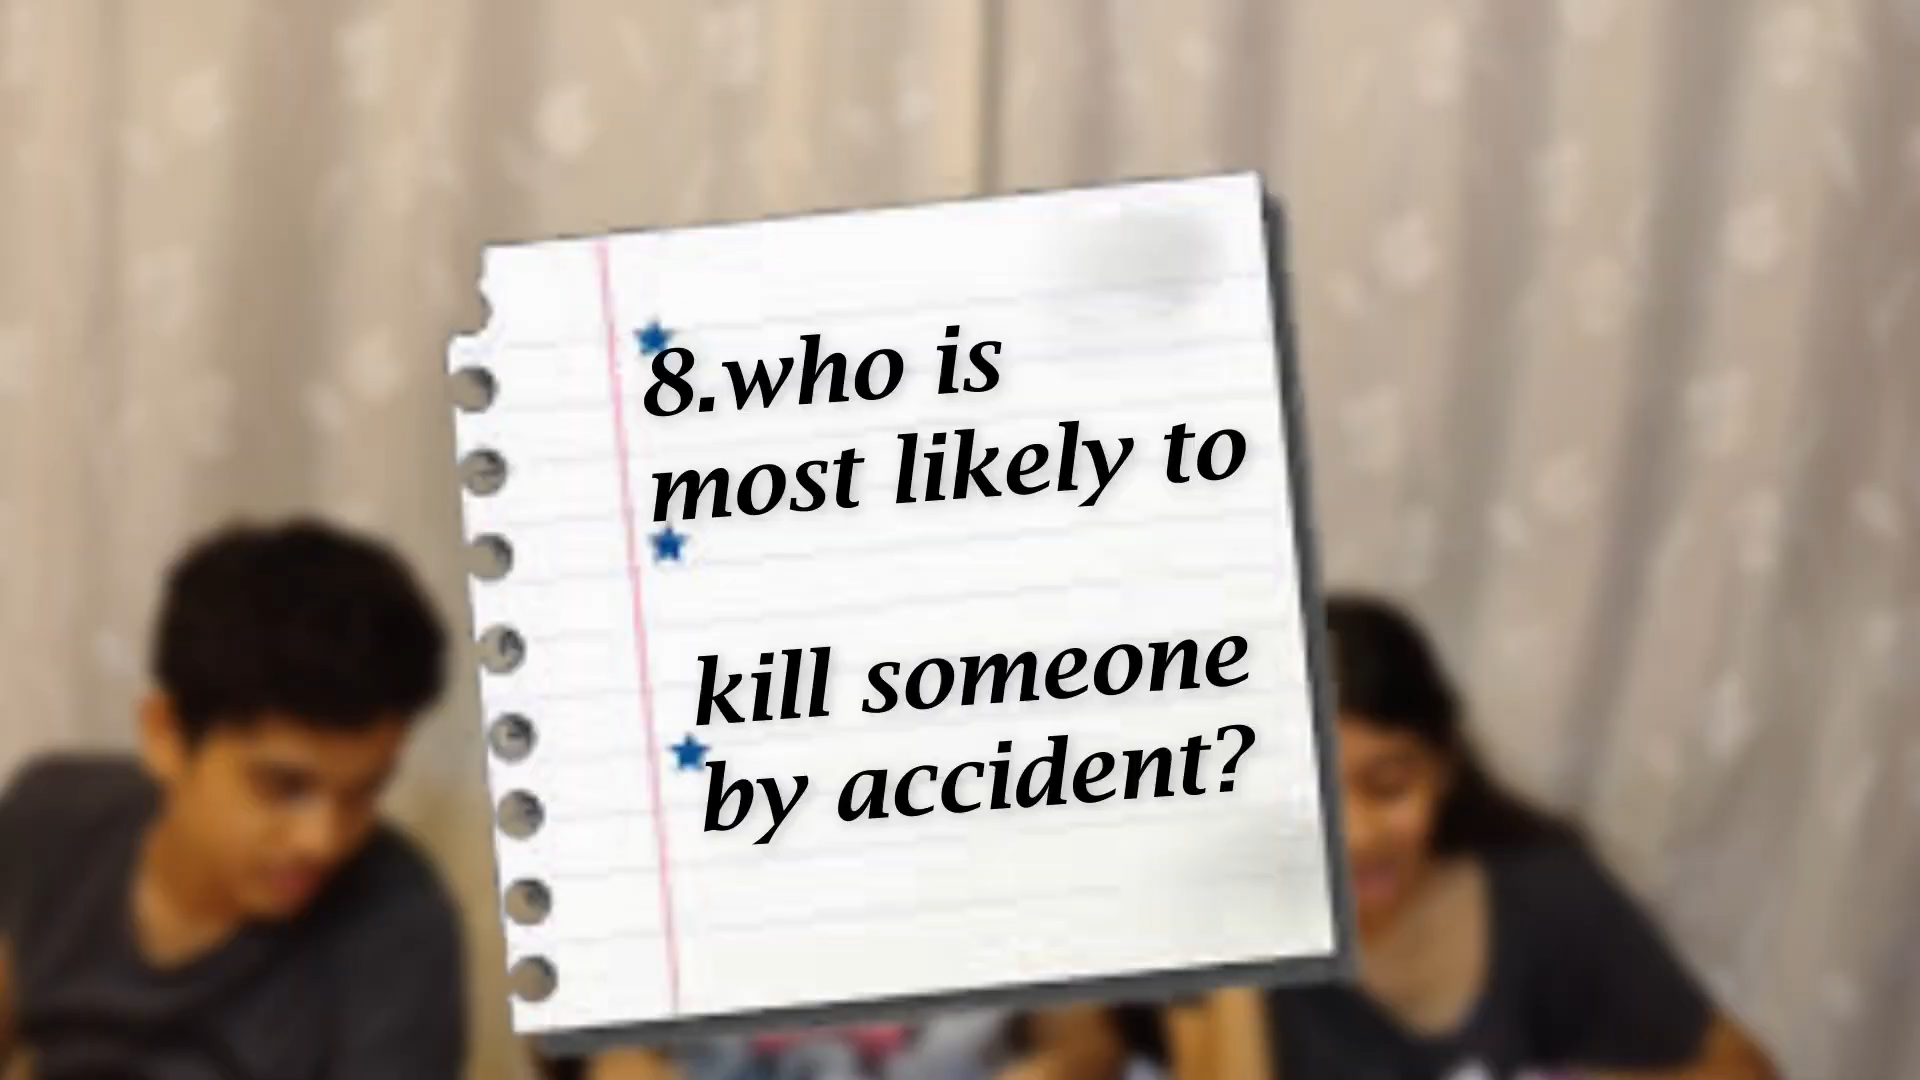 8.who is
most likely to
kill someone
by accident?